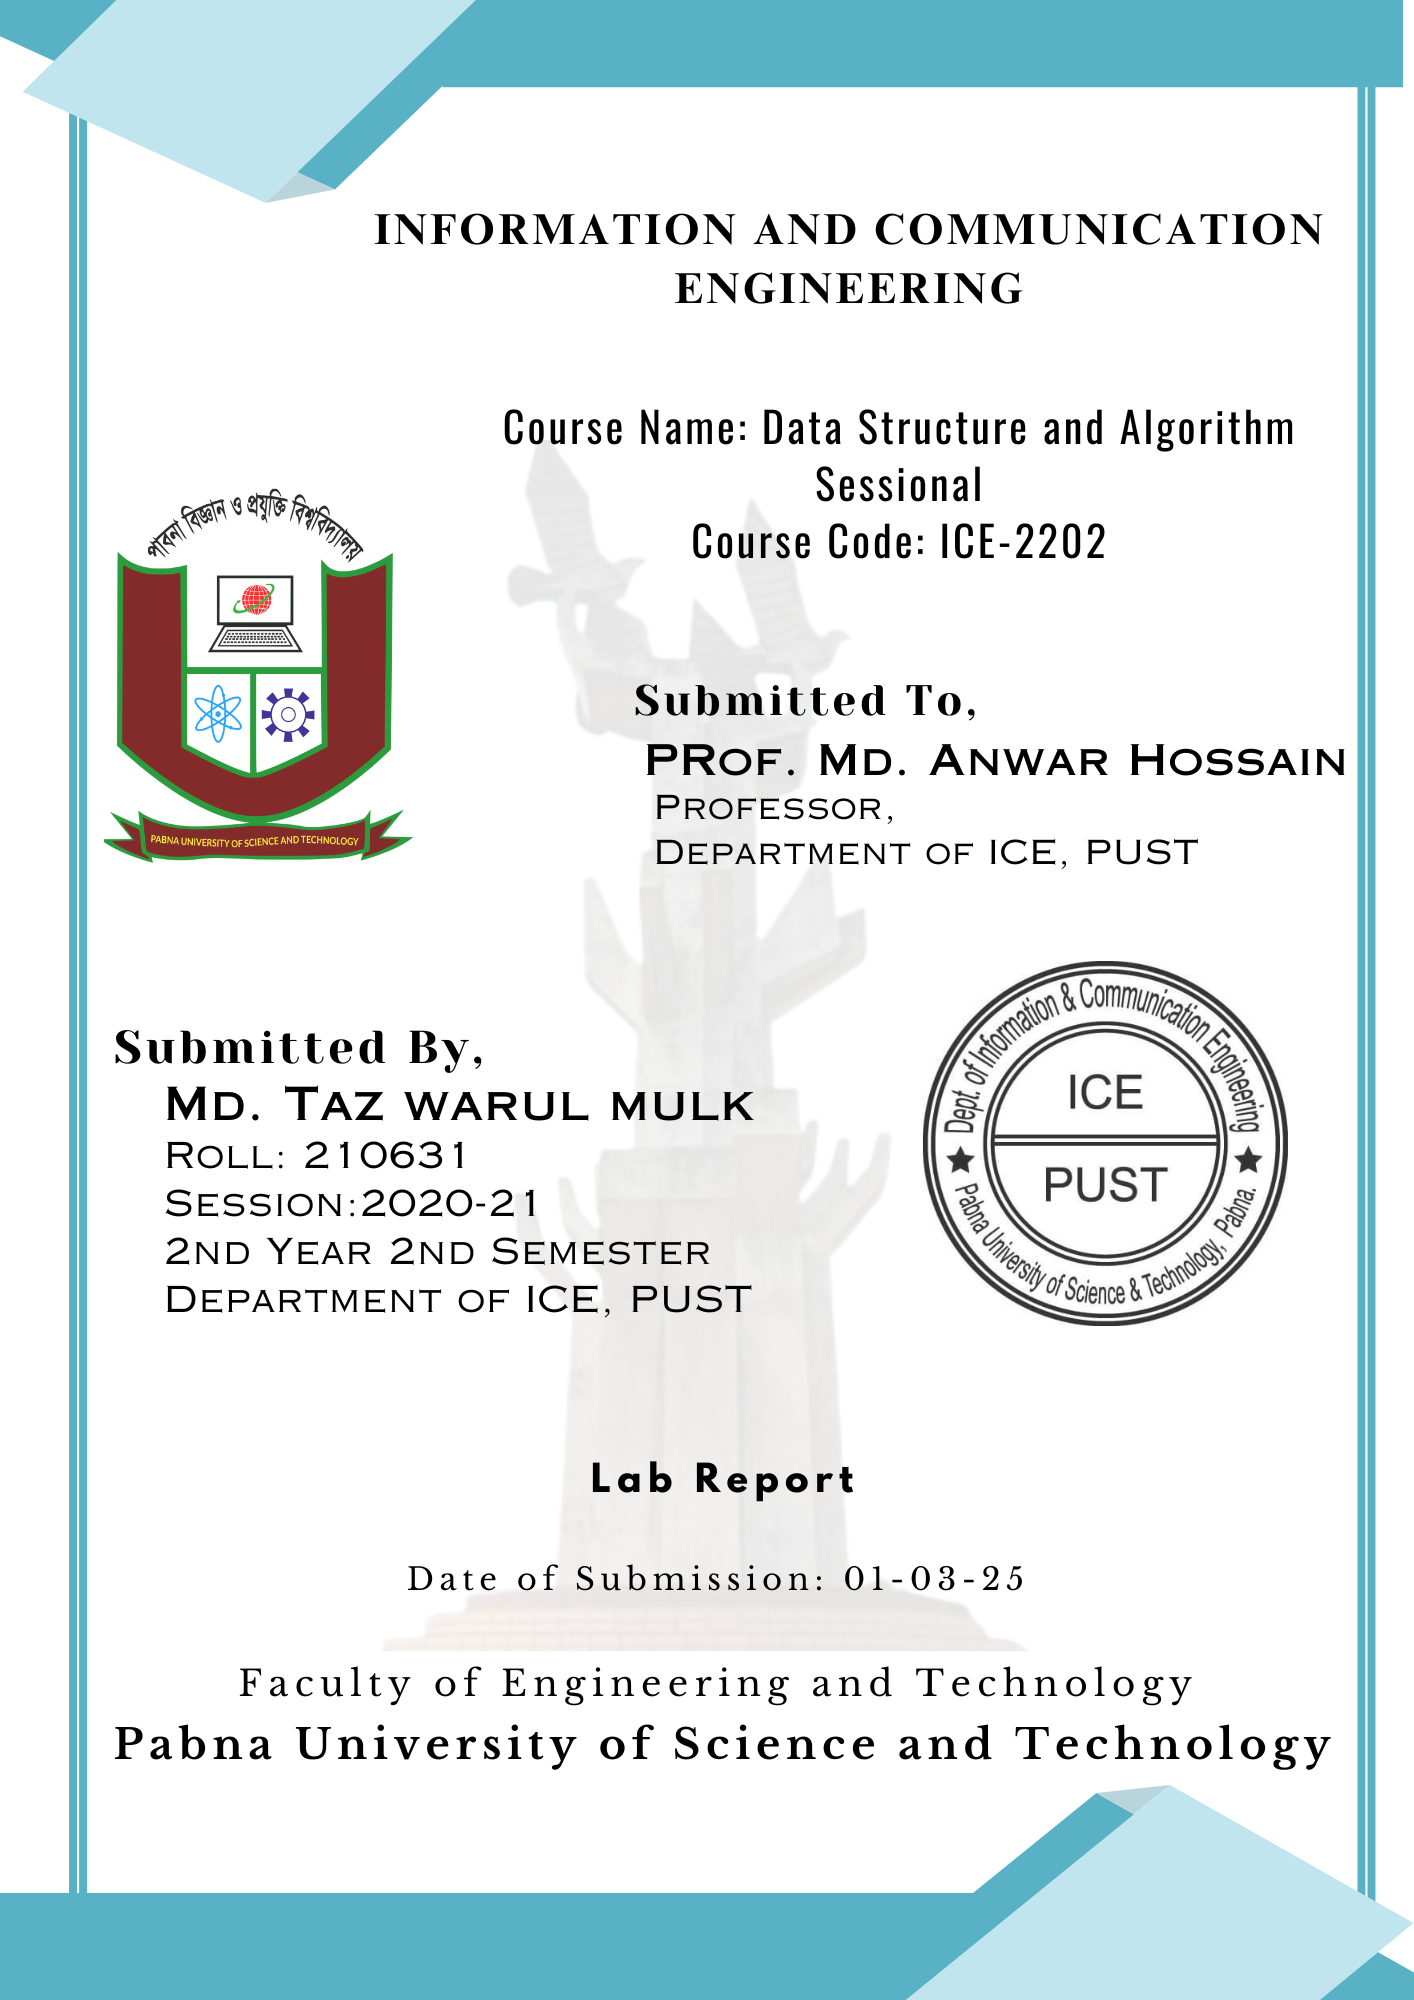 INFORMATION AND COMMUNICATION
ENGINEERING
Course Name: Data Structure and Algorithm
Sessional
Course Code: ICE-2202
পাবনা বিজ্ঞান ও প্রযুক্তি বিশ্ববিদ্যালয়
PABNA UNIVERSITY OF SCIENCE AND TECHNOLOGY
Submitted To,
PROF. MD. ANWAR HOSSAIN
PROFESSOR,
DEPARTMENT OF ICE, PUST
Submitted By,
MD. TAZ WARUL MULK
ROLL: 210631
SESSION:2020-21
2ND YEAR 2ND SEMESTER
DEPARTMENT OF ICE, PUST
Dept. of Information & Communication Engineering
ICE
PUST
Pabna University of Science & Technology, Pabna.
Lab Report
Date of Submission: 01-03-25
Faculty of Engineering and Technology
Pabna University of Science and Technology